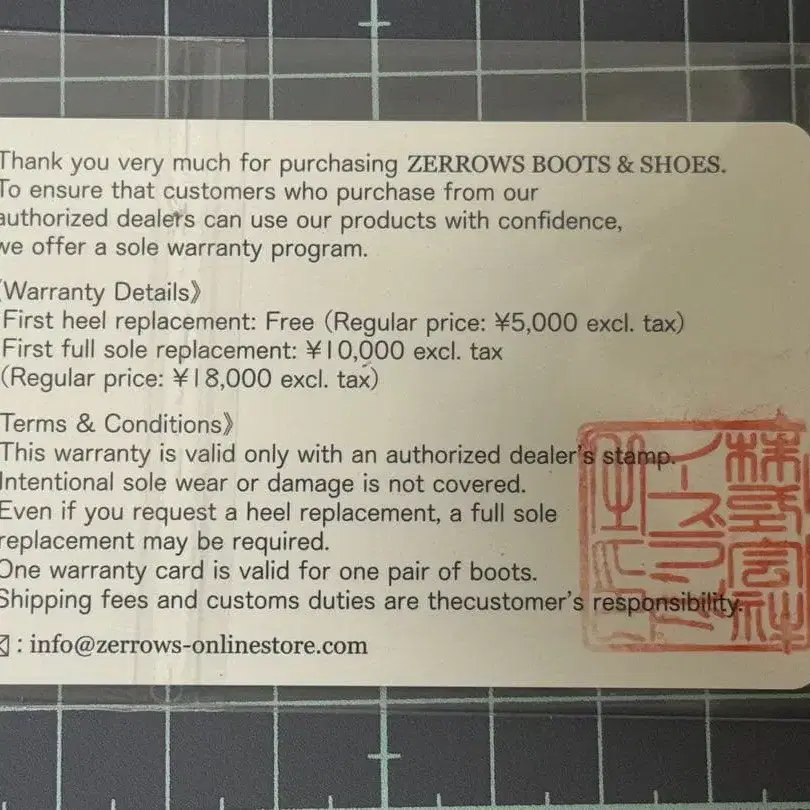 Thank you very much for purchasing ZERROWS BOOTS & SHOES.
To ensure that customers who purchase from our
authorized dealers can use our products with confidence,
we offer a sole warranty program.
《Warranty Details》
First heel replacement: Free (Regular price: ¥5,000 excl. tax)
First full sole replacement: ¥10,000 excl. tax
(Regular price: ¥18,000 excl. tax)
《Terms & Conditions》
This warranty is valid only with an authorized dealer's stamp.
Intentional sole wear or damage is not covered.
Even if you request a heel replacement, a full sole
replacement may be required.
One warranty card is valid for one pair of boots.
Shipping fees and customs duties are thecustomer's responsibility.
✉: info@zerrows-onlinestore.com
株式会社